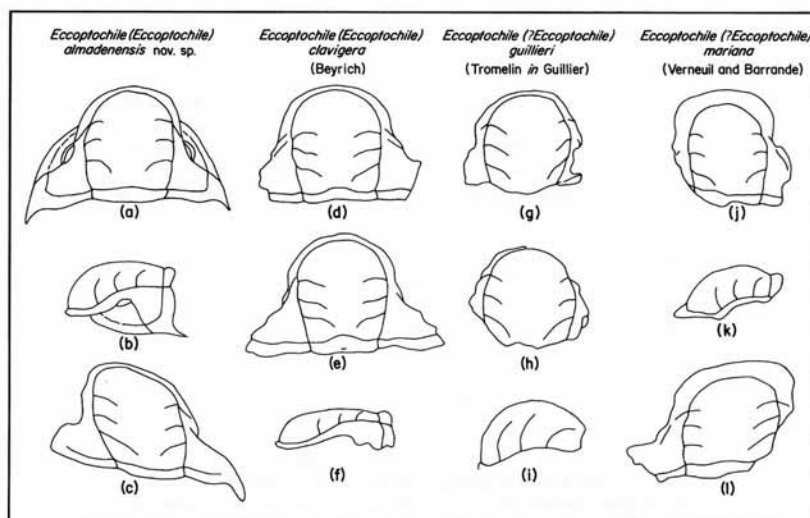 Eccoptochile (Eccoptochile)
almadenensis nov. sp.
Eccoptochile (Eccoptochile)
clavigera
(Beyrich)
Eccoptochile (?Eccoptochile)
guillieri
(Tromelin in Guillier)
Eccoptochile (?Eccoptochile)
mariana
(Verneuil and Barrande)
(a)
(d)
(g)
(j)
(b)
(e)
(h)
(k)
(c)
(f)
(i)
(l)